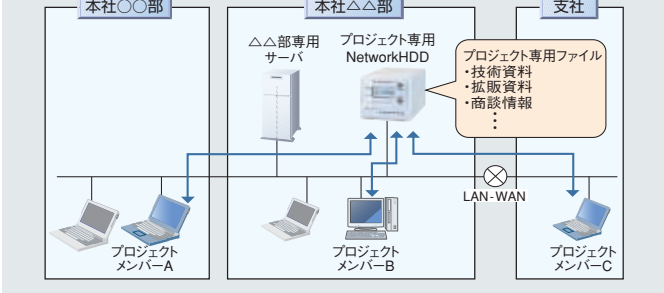 本社○○部
本社△△部
支社
△△部専用
サーバ
プロジェクト専用
NetworkHDD
プロジェクト専用ファイル
・技術資料
・拡販資料
・商談情報
⋮
LAN-WAN
プロジェクト
メンバーA
プロジェクト
メンバーB
プロジェクト
メンバーC